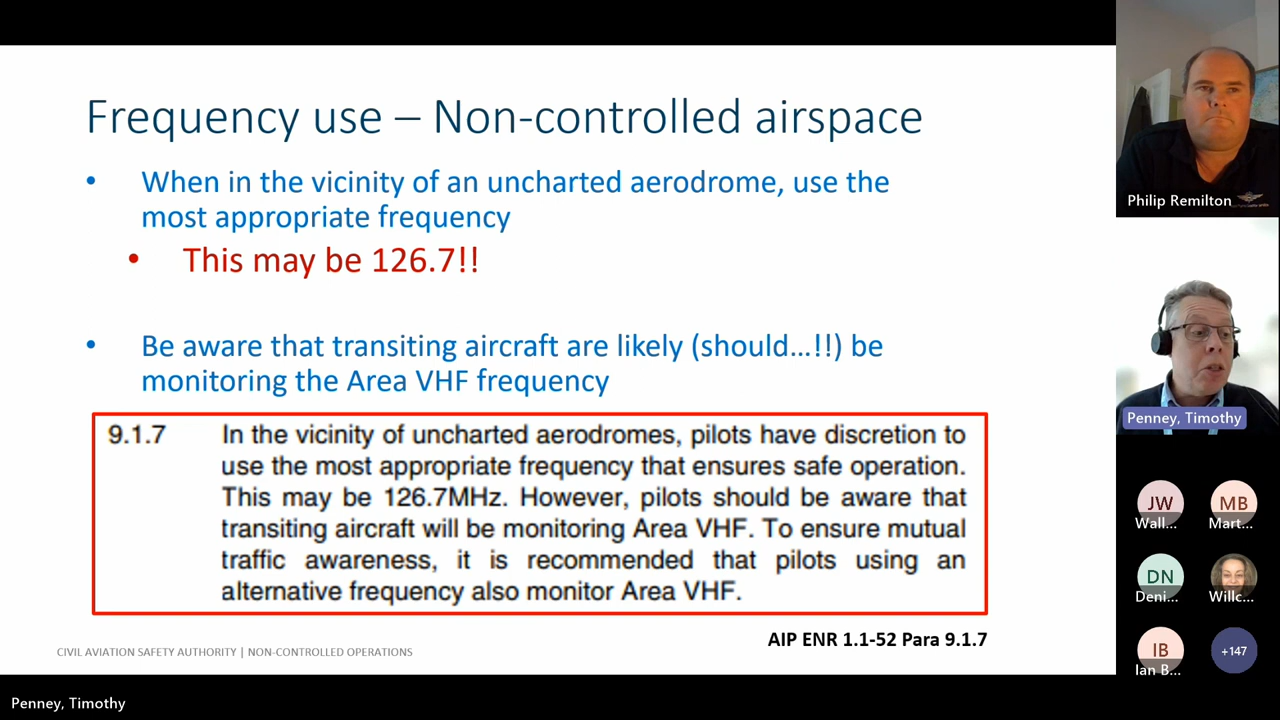 Frequency use – Non-controlled airspace
• When in the vicinity of an uncharted aerodrome, use the
most appropriate frequency
• This may be 126.7!!
• Be aware that transiting aircraft are likely (should...!!) be
monitoring the Area VHF frequency
9.1.7 In the vicinity of uncharted aerodromes, pilots have discretion to
use the most appropriate frequency that ensures safe operation.
This may be 126.7MHz. However, pilots should be aware that
transiting aircraft will be monitoring Area VHF. To ensure mutual
traffic awareness, it is recommended that pilots using an
alternative frequency also monitor Area VHF.
AIP ENR 1.1-52 Para 9.1.7
CIVIL AVIATION SAFETY AUTHORITY | NON-CONTROLLED OPERATIONS
Philip Remilton
Penney, Timothy
JW MB
Wall... Mart...
DN
Deni... Willc...
IB +147
Ian B...
Penney, Timothy